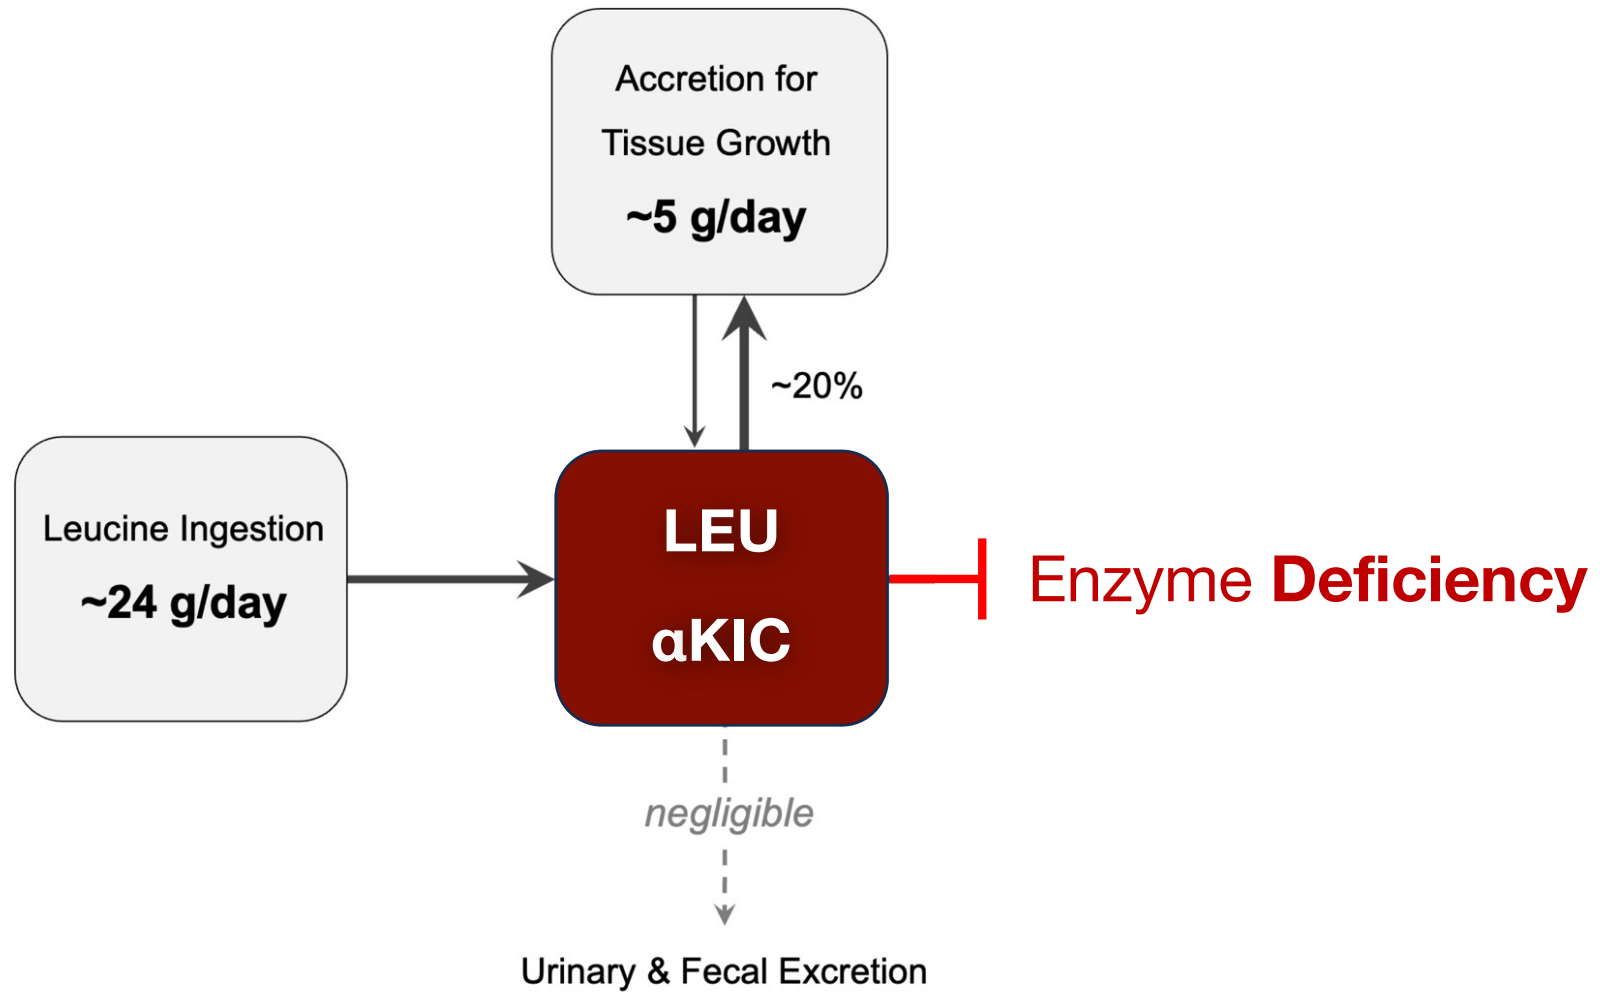 Accretion for
Tissue Growth
~5 g/day
~20%
Leucine Ingestion
~24 g/day
LEU
αKIC
Enzyme Deficiency
negligible
Urinary & Fecal Excretion